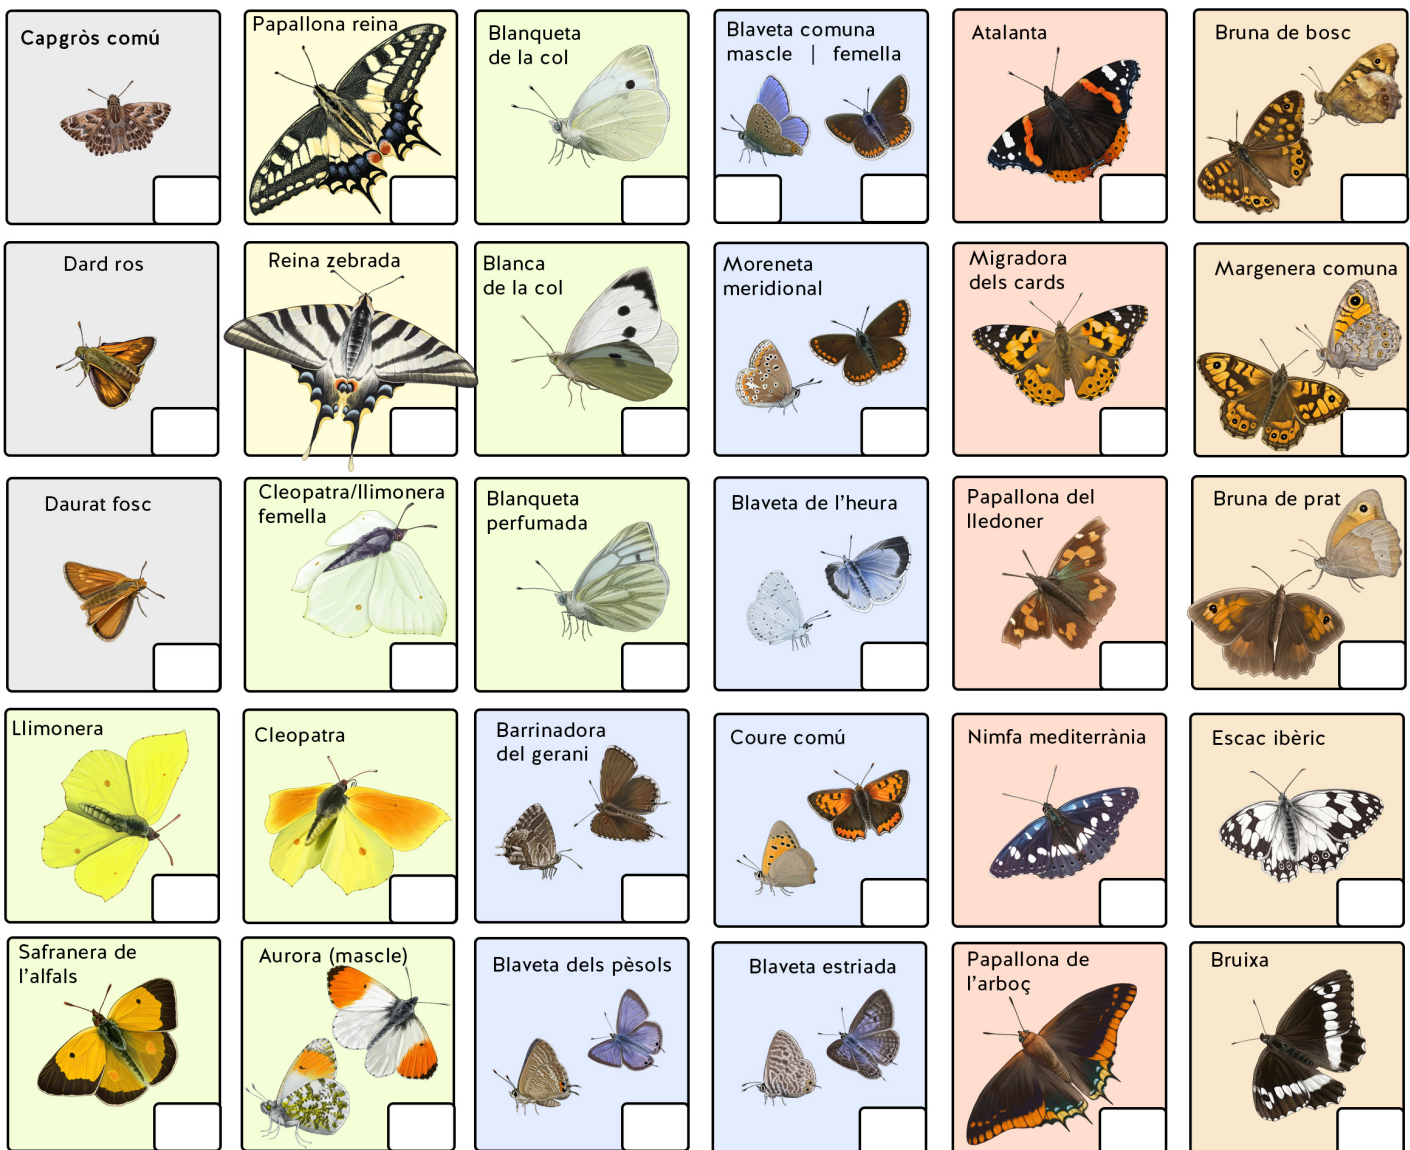 Capgròs comú
Papallona reina
Blanqueta
de la col
Blaveta comuna
mascle | femella
Atalanta
Bruna de bosc
Dard ros
Reina zebrada
Blanca
de la col
Moreneta
meridional
Migradora
dels cards
Margenera comuna
Daurat fosc
Cleopatra/llimonera
femella
Blanqueta
perfumada
Blaveta de l'heura
Papallona del
lledoner
Bruna de prat
Llimonera
Cleopatra
Barrinadora
del gerani
Coure comú
Nimfa mediterrània
Escac ibèric
Safranera de
l'alfals
Aurora (mascle)
Blaveta dels pèsols
Blaveta estriada
Papallona de
l'arboç
Bruixa